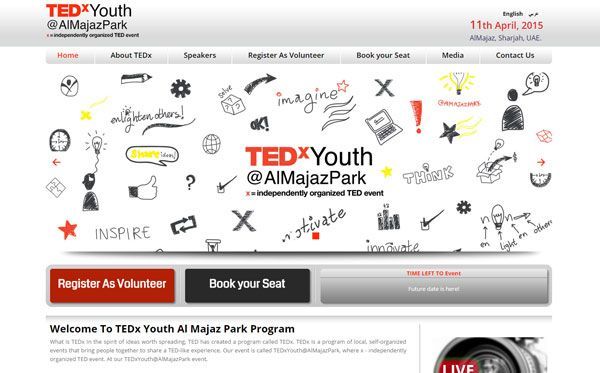 TEDxYouth
@AlMajazPark
x = independently organized TED event
English عربي
11th April, 2015
AlMajaz, Sharjah, UAE.
Home About TEDx Speakers Register As Volunteer Book your Seat Media Contact Us
solve
imagine
enlighten others!
OK!
@ALMAJAZPARK
Share ideas!
TEDxYouth
@AlMajazPark
x = independently organized TED event
THINK
INSPIRE
motivate
innovate
en light en others
Register As Volunteer
Book your Seat
TIME LEFT TO Event
Future date is here!
Welcome To TEDx Youth Al Majaz Park Program
What is TEDx In the spirit of ideas worth spreading, TED has created a program called TEDx. TEDx is a program of local, self-organized
events that bring people together to share a TED-like experience. Our event is called TEDxYouth@AlMajazPark, where x - independently
organized TED event. At our TEDxYouth@AlMajazPark event.
LIVE